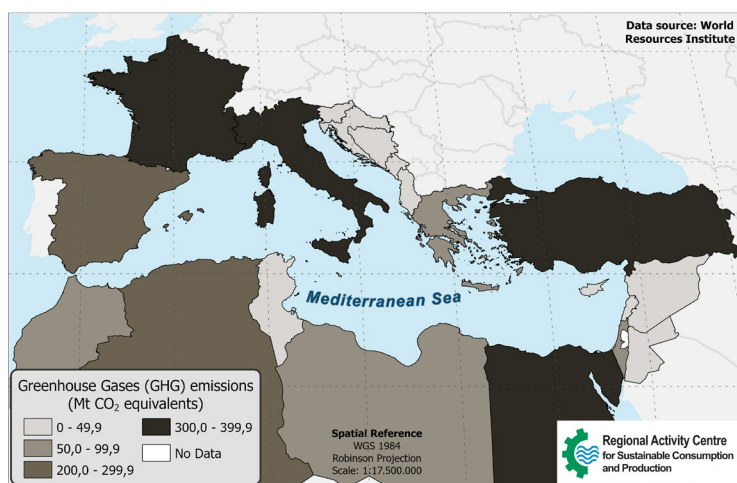 Data source: World
Resources Institute
Mediterranean Sea
Greenhouse Gases (GHG) emissions
(Mt CO₂ equivalents)
0 - 49,9
50,0 - 99,9
200,0 - 299,9
300,0 - 399,9
No Data
Spatial Reference
WGS 1984
Robinson Projection
Scale: 1:17.500.000
Regional Activity Centre
for Sustainable Consumption
and Production